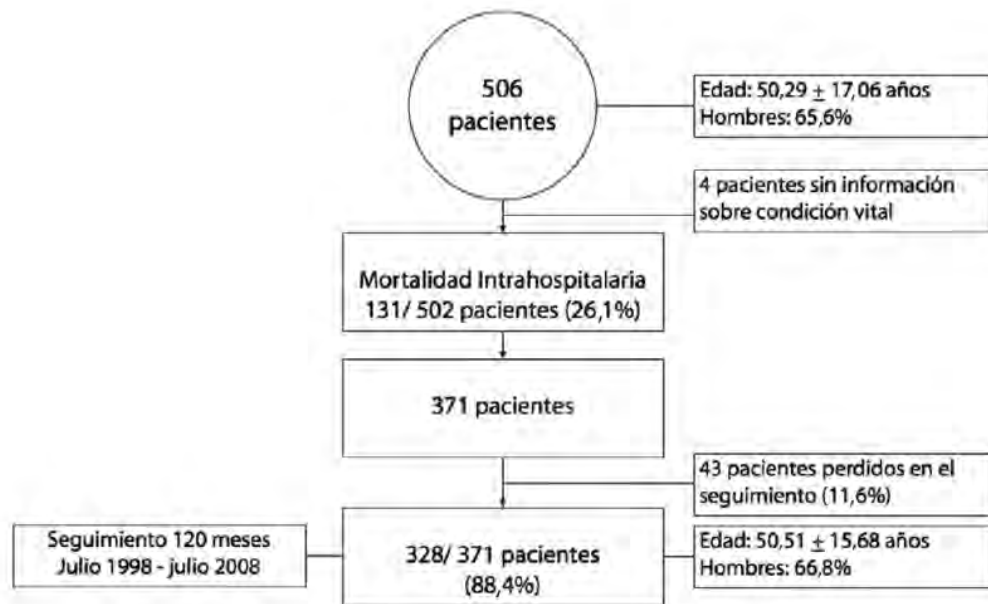 506
pacientes
Edad: 50,29 ± 17,06 años
Hombres: 65,6%
4 pacientes sin información
sobre condición vital
Mortalidad Intrahospitalaria
131/ 502 pacientes (26,1%)
371 pacientes
43 pacientes perdidos en el
seguimiento (11,6%)
Seguimiento 120 meses
Julio 1998 - julio 2008
328/ 371 pacientes
(88,4%)
Edad: 50,51 ± 15,68 años
Hombres: 66,8%